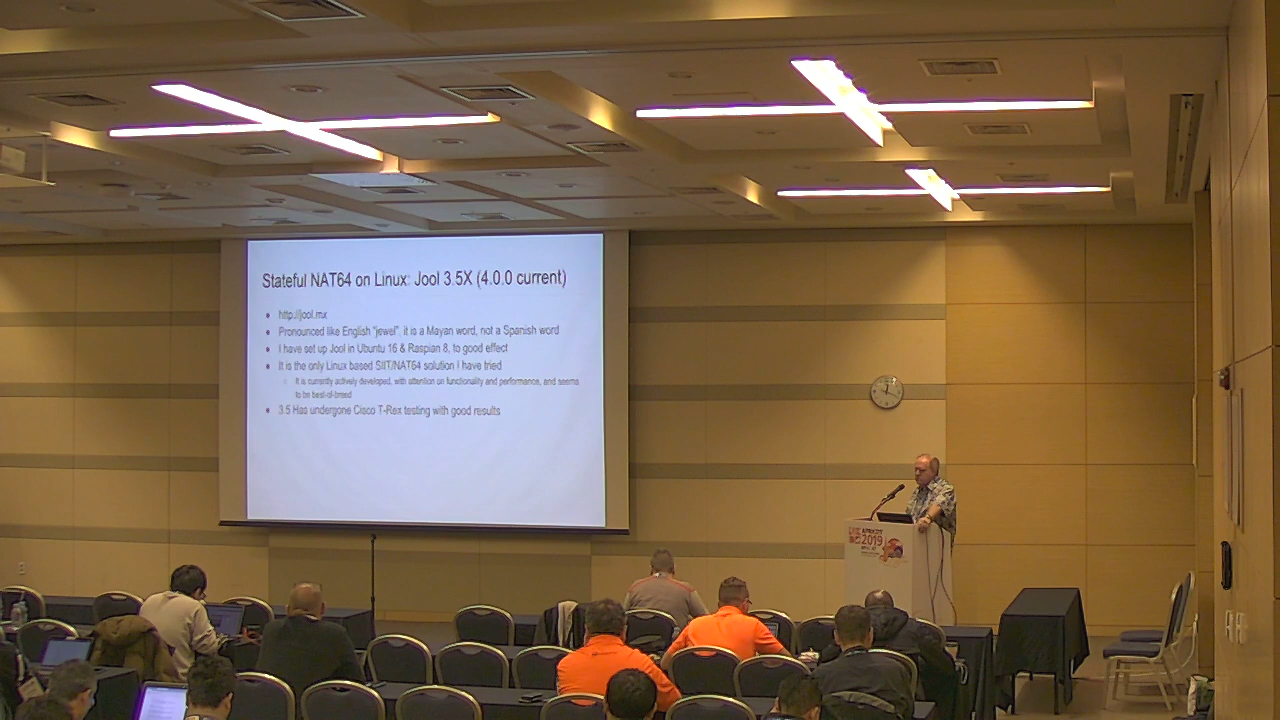 Stateful NAT64 on Linux: Jool 3.5X (4.0.0 current)
http://jool.mx
Pronounced like English "jewel", it is a Mayan word, not a Spanish word
I have set up Jool in Ubuntu 16 & Raspian 8, to good effect
It is the only Linux based SIIT/NAT64 solution I have tried
It is currently actively developed, with attention on functionality and performance, and seems
to be best-of-breed
3.5 Has undergone Cisco T-Rex testing with good results
APRICOT
2019